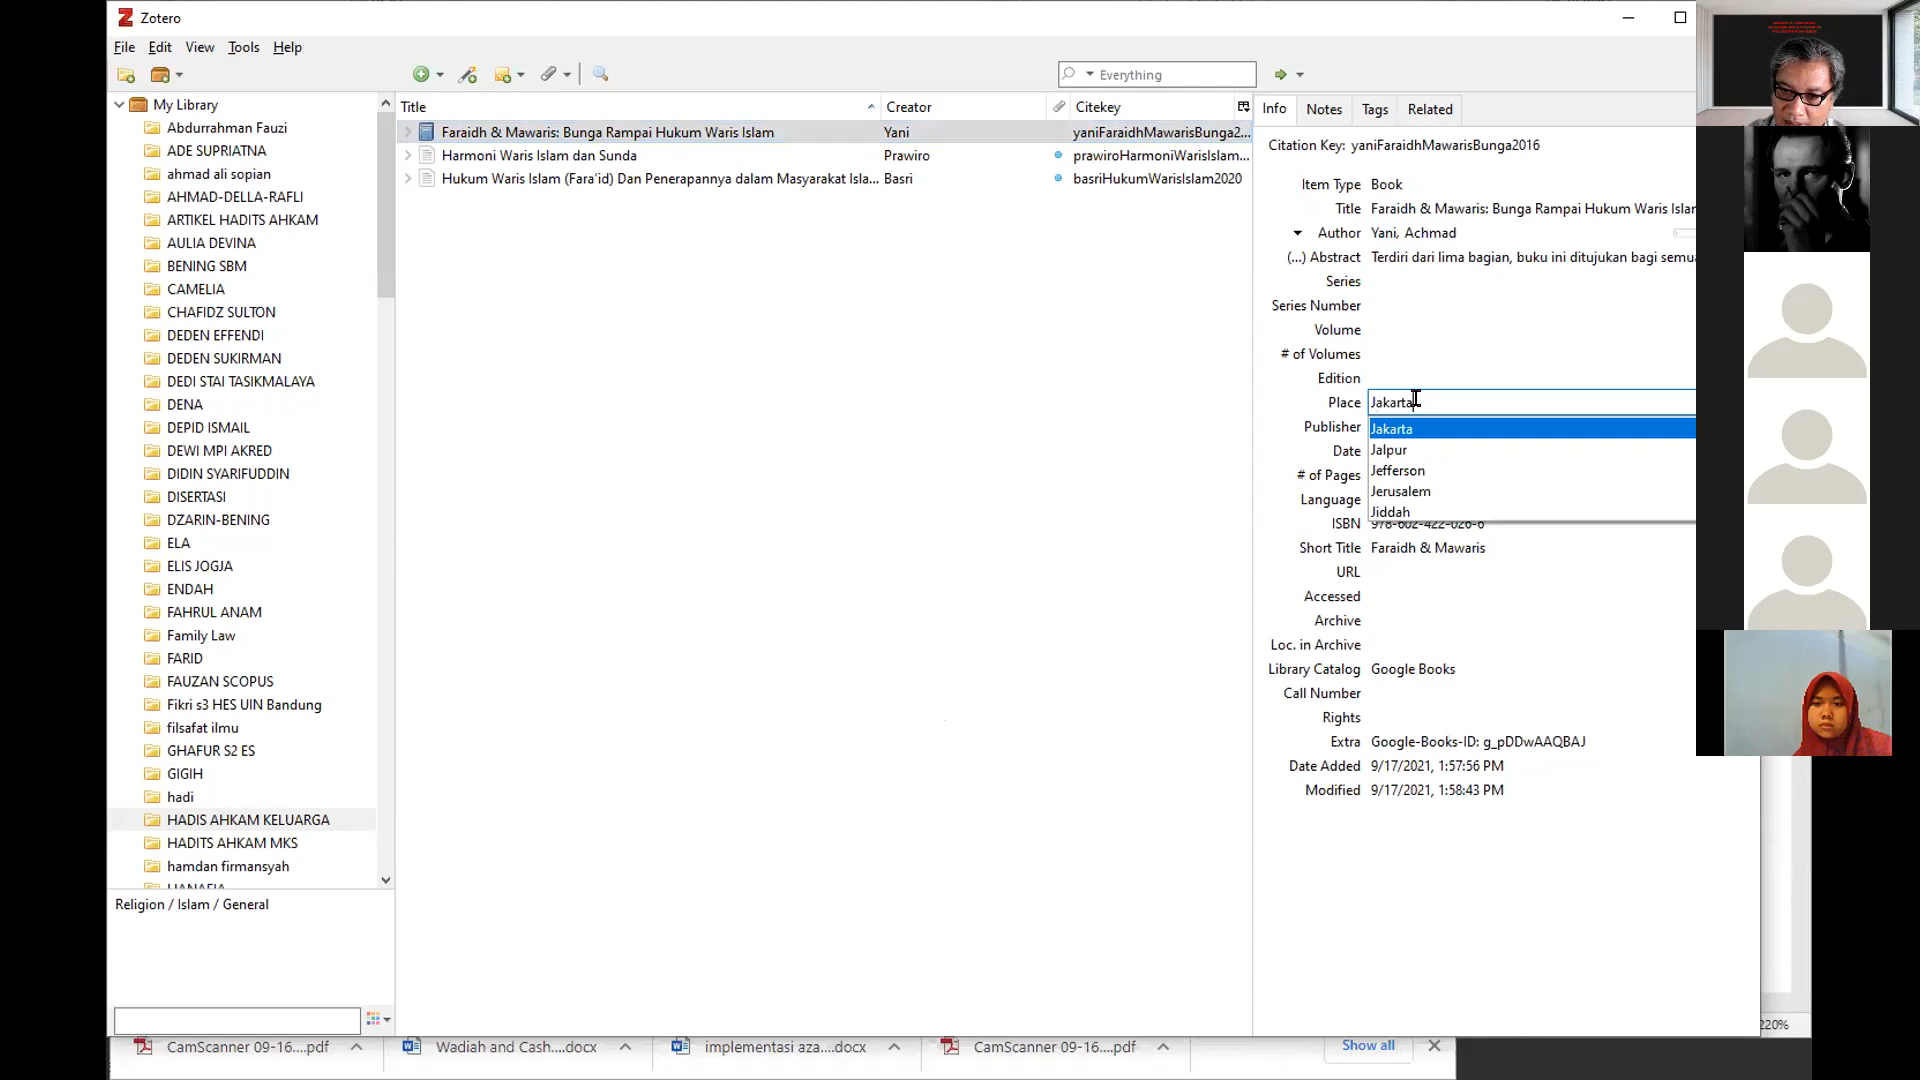 Zotero
File Edit View Tools Help
Everything
My Library
Abdurrahman Fauzi
ADE SUPRIATNA
ahmad ali sopian
AHMAD-DELLA-RAFLI
ARTIKEL HADITS AHKAM
AULIA DEVINA
BENING SBM
CAMELIA
CHAFIDZ SULTON
DEDEN EFFENDI
DEDEN SUKIRMAN
DEDI STAI TASIKMALAYA
DENA
DEPID ISMAIL
DEWI MPI AKRED
DIDIN SYARIFUDDIN
DISERTASI
DZARIN-BENING
ELA
ELIS JOGJA
ENDAH
FAHRUL ANAM
Family Law
FARID
FAUZAN SCOPUS
Fikri s3 HES UIN Bandung
filsafat ilmu
GHAFUR S2 ES
GIGIH
hadi
HADIS AHKAM KELUARGA
HADITS AHKAM MKS
hamdan firmansyah
HANAFIA
Religion / Islam / General
Title Creator Citekey
Faraidh & Mawaris: Bunga Rampai Hukum Waris Islam Yani yaniFaraidhMawarisBunga2...
Harmoni Waris Islam dan Sunda Prawiro prawiroHarmoniWarisIslam...
Hukum Waris Islam (Fara'id) Dan Penerapannya dalam Masyarakat Isla... Basri basriHukumWarisIslam2020
Info Notes Tags Related
Citation Key: yaniFaraidhMawarisBunga2016
Item Type Book
Title Faraidh & Mawaris: Bunga Rampai Hukum Waris Islam
Author Yani, Achmad
(...) Abstract Terdiri dari lima bagian, buku ini ditujukan bagi semua
Series
Series Number
Volume
# of Volumes
Edition
Place Jakarta
Publisher Jakarta
Jalpur
Date
Jefferson
# of Pages
Jerusalem
Language
Jiddah
ISBN 978-602-422-026-6
Short Title Faraidh & Mawaris
URL
Accessed
Archive
Loc. in Archive
Library Catalog Google Books
Call Number
Rights
Extra Google-Books-ID: g_pDDwAAQBAJ
Date Added 9/17/2021, 1:57:56 PM
Modified 9/17/2021, 1:58:43 PM
220%
CamScanner 09-16....pdf Wadiah and Cash....docx implementasi aza....docx CamScanner 09-16....pdf Show all